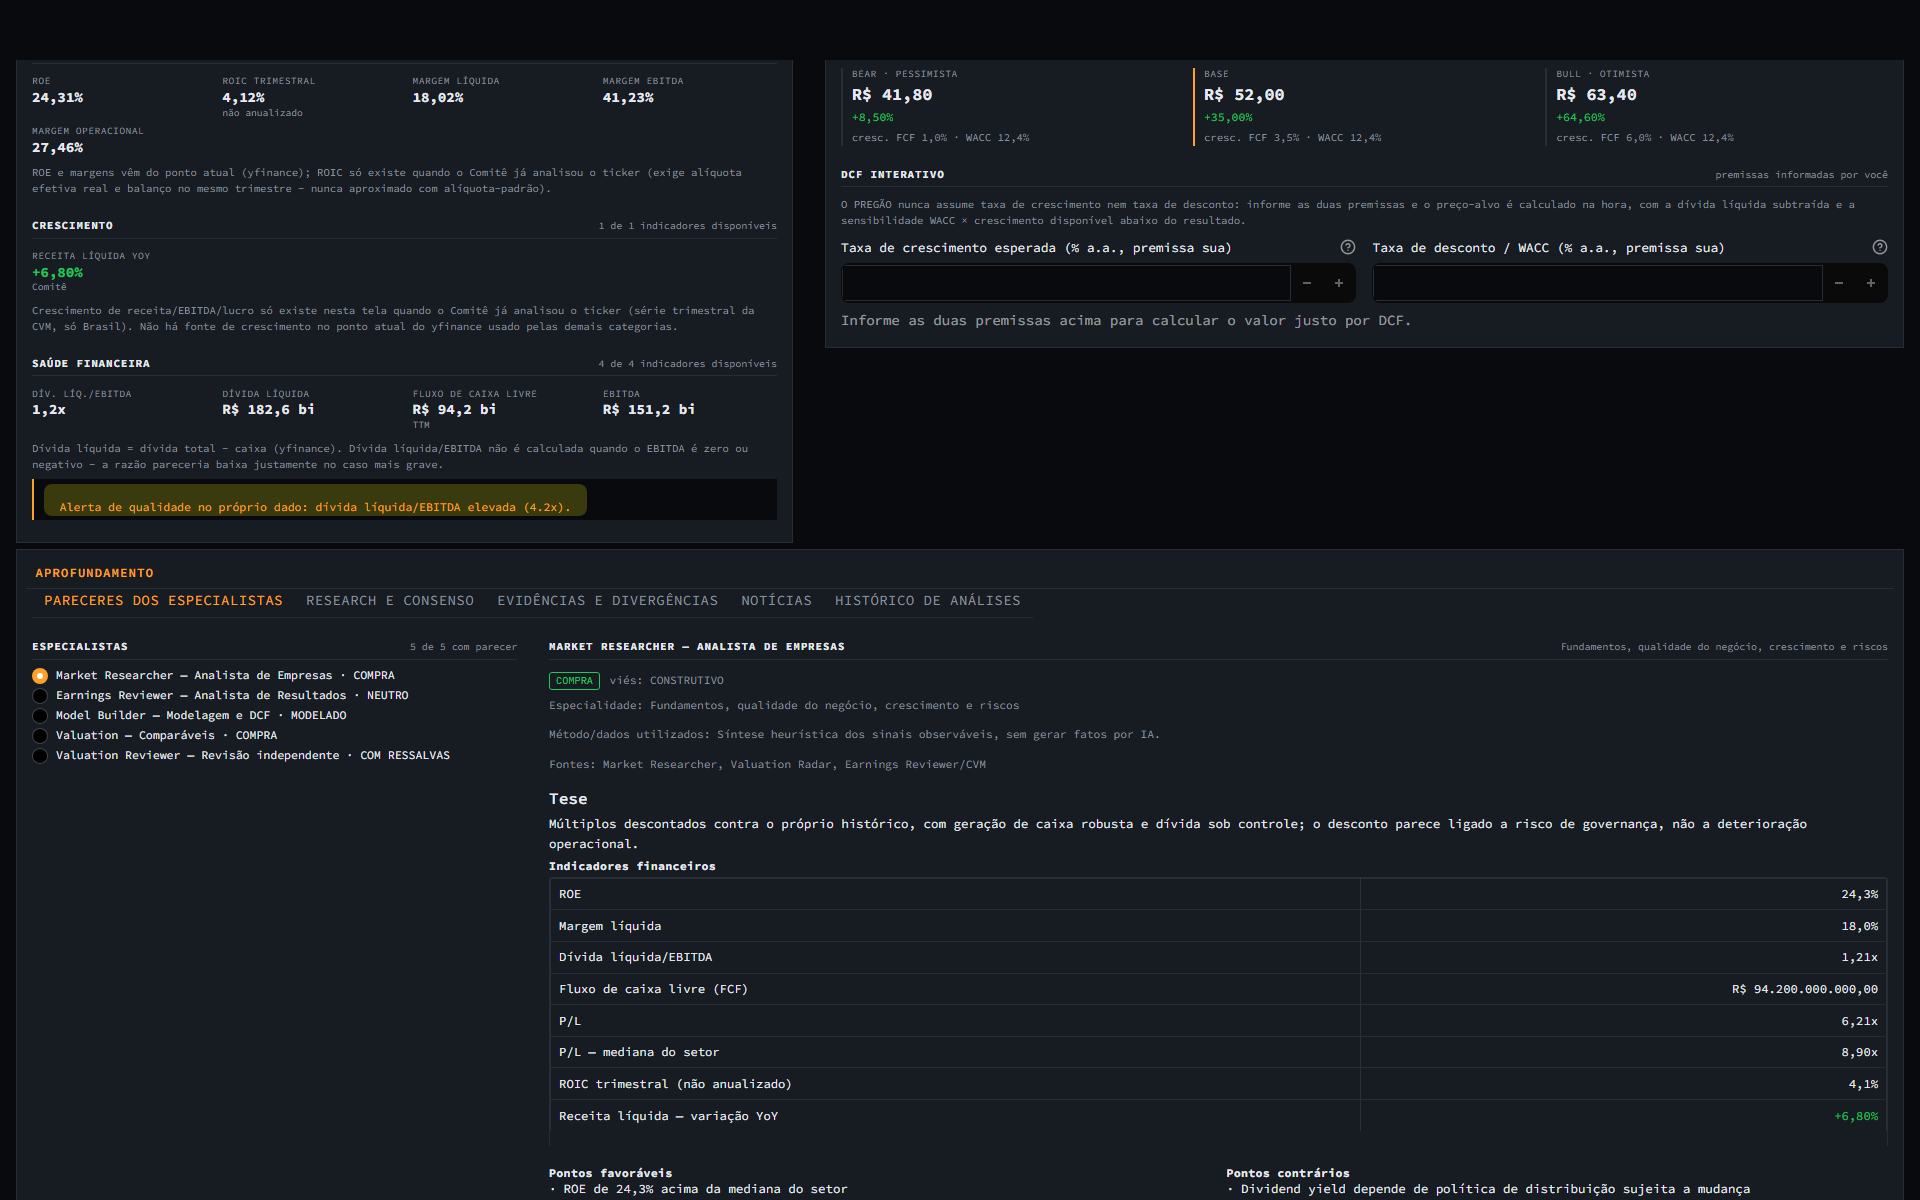 ROE
24,31%
ROIC TRIMESTRAL
4,12%
não anualizado
MARGEM LÍQUIDA
18,02%
MARGEM EBITDA
41,23%
MARGEM OPERACIONAL
27,46%
ROE e margens vêm do ponto atual (yfinance); ROIC só existe quando o Comitê já analisou o ticker (exige alíquota
efetiva real e balanço no mesmo trimestre – nunca aproximado com alíquota-padrão).
CRESCIMENTO
1 de 1 indicadores disponíveis
RECEITA LÍQUIDA YOY
+6,80%
Comitê
Crescimento de receita/EBITDA/lucro só existe nesta tela quando o Comitê já analisou o ticker (série trimestral da
CVM, só Brasil). Não há fonte de crescimento no ponto atual do yfinance usado pelas demais categorias.
SAÚDE FINANCEIRA
4 de 4 indicadores disponíveis
DÍV. LÍQ./EBITDA
1,2x
DÍVIDA LÍQUIDA
R$ 182,6 bi
FLUXO DE CAIXA LIVRE
R$ 94,2 bi
TTM
EBITDA
R$ 151,2 bi
Dívida líquida = dívida total – caixa (yfinance). Dívida líquida/EBITDA não é calculada quando o EBITDA é zero ou
negativo – a razão pareceria baixa justamente no caso mais grave.
Alerta de qualidade no próprio dado: dívida líquida/EBITDA elevada (4.2x).
BEAR · PESSIMISTA
R$ 41,80
+8,50%
cresc. FCF 1,0% · WACC 12,4%
BASE
R$ 52,00
+35,00%
cresc. FCF 3,5% · WACC 12,4%
BULL · OTIMISTA
R$ 63,40
+64,60%
cresc. FCF 6,0% · WACC 12,4%
DCF INTERATIVO
premissas informadas por você
O PREGÃO nunca assume taxa de crescimento nem taxa de desconto: informe as duas premissas e o preço-alvo é calculado na hora, com a dívida líquida subtraída e a
sensibilidade WACC × crescimento disponível abaixo do resultado.
Taxa de crescimento esperada (% a.a., premissa sua)
Taxa de desconto / WACC (% a.a., premissa sua)
Informe as duas premissas acima para calcular o valor justo por DCF.
APROFUNDAMENTO
PARECERES DOS ESPECIALISTAS
RESEARCH E CONSENSO
EVIDÊNCIAS E DIVERGÊNCIAS
NOTÍCIAS
HISTÓRICO DE ANÁLISES
ESPECIALISTAS
5 de 5 com parecer
Market Researcher — Analista de Empresas · COMPRA
Earnings Reviewer — Analista de Resultados · NEUTRO
Model Builder — Modelagem e DCF · MODELADO
Valuation — Comparáveis · COMPRA
Valuation Reviewer — Revisão independente · COM RESSALVAS
MARKET RESEARCHER — ANALISTA DE EMPRESAS
Fundamentos, qualidade do negócio, crescimento e riscos
COMPRA
viés: CONSTRUTIVO
Especialidade: Fundamentos, qualidade do negócio, crescimento e riscos
Método/dados utilizados: Síntese heurística dos sinais observáveis, sem gerar fatos por IA.
Fontes: Market Researcher, Valuation Radar, Earnings Reviewer/CVM
Tese
Múltiplos descontados contra o próprio histórico, com geração de caixa robusta e dívida sob controle; o desconto parece ligado a risco de governança, não a deterioração
operacional.
Indicadores financeiros
ROE 24,3%
Margem líquida 18,0%
Dívida líquida/EBITDA 1,21x
Fluxo de caixa livre (FCF) R$ 94.200.000.000,00
P/L 6,21x
P/L — mediana do setor 8,90x
ROIC trimestral (não anualizado) 4,1%
Receita líquida — variação YoY +6,80%
Pontos favoráveis
· ROE de 24,3% acima da mediana do setor
Pontos contrários
· Dividend yield depende de política de distribuição sujeita a mudança